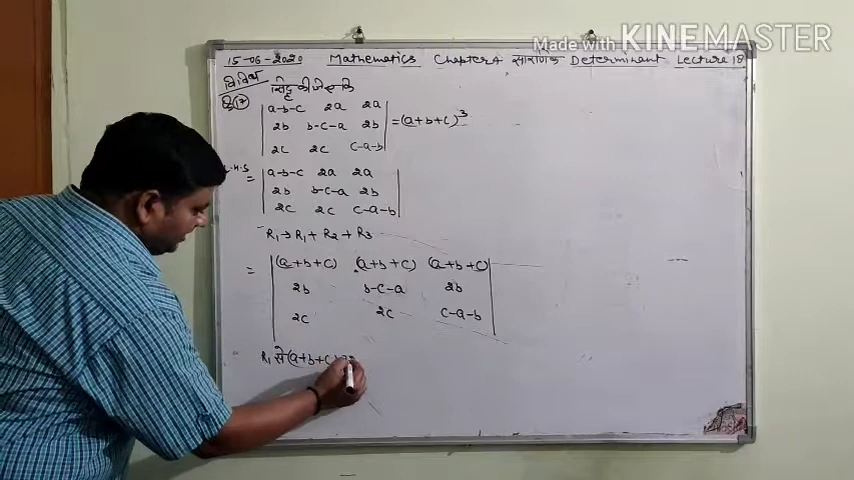 Made with KINEMASTER
15-06-2020 Mathematics Chapter 4 सारणिक Determinant Lecture 18
विविध
सिद्ध कीजिए कि
a-b-c 2a 2a
2b b-c-a 2b = (a+b+c)³
2c 2c c-a-b
L.H.S
= a-b-c 2a 2a
2b b-c-a 2b
2c 2c c-a-b
R₁→R₁+R₂+R₃
= (a+b+c) (a+b+c) (a+b+c)
2b b-c-a 2b
2c 2c c-a-b
R₁ से (a+b+c)